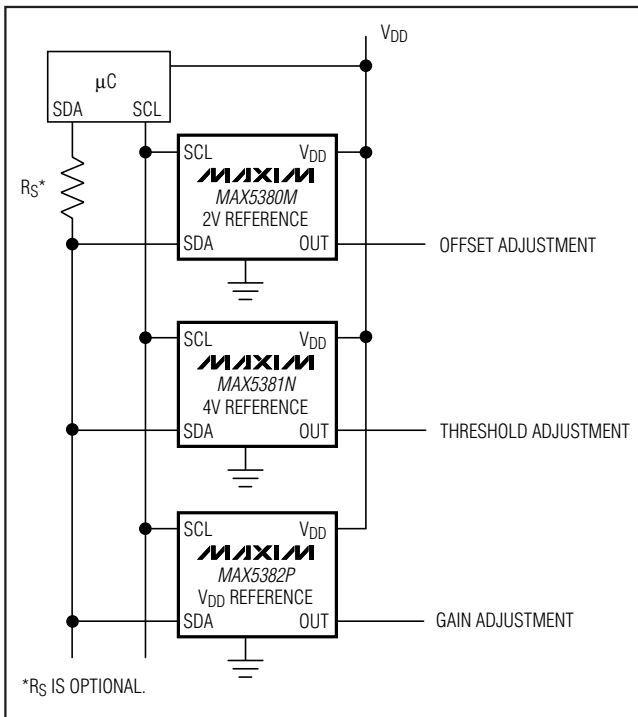 V_DD
μC
SDA SCL
R_S*
SCL V_DD
MAXIM
MAX5380M
2V REFERENCE
SDA OUT
OFFSET ADJUSTMENT
SCL V_DD
MAXIM
MAX5381N
4V REFERENCE
SDA OUT
THRESHOLD ADJUSTMENT
SCL V_DD
MAXIM
MAX5382P
V_DD REFERENCE
SDA OUT
GAIN ADJUSTMENT
*R_S IS OPTIONAL.